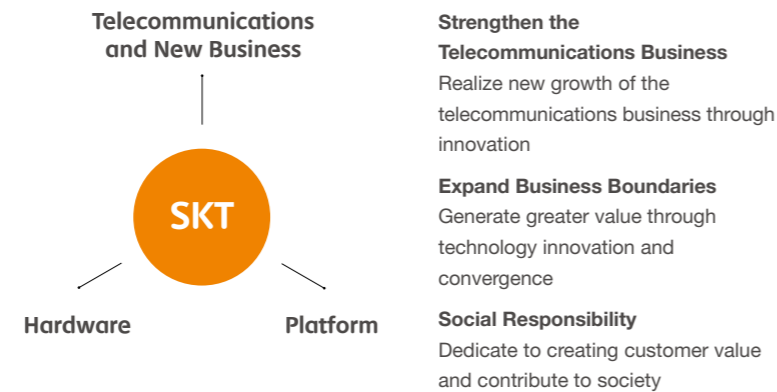 Telecommunications
and New Business
SKT
Hardware
Platform
Strengthen the
Telecommunications Business
Realize new growth of the
telecommunications business through
innovation
Expand Business Boundaries
Generate greater value through
technology innovation and
convergence
Social Responsibility
Dedicate to creating customer value
and contribute to society